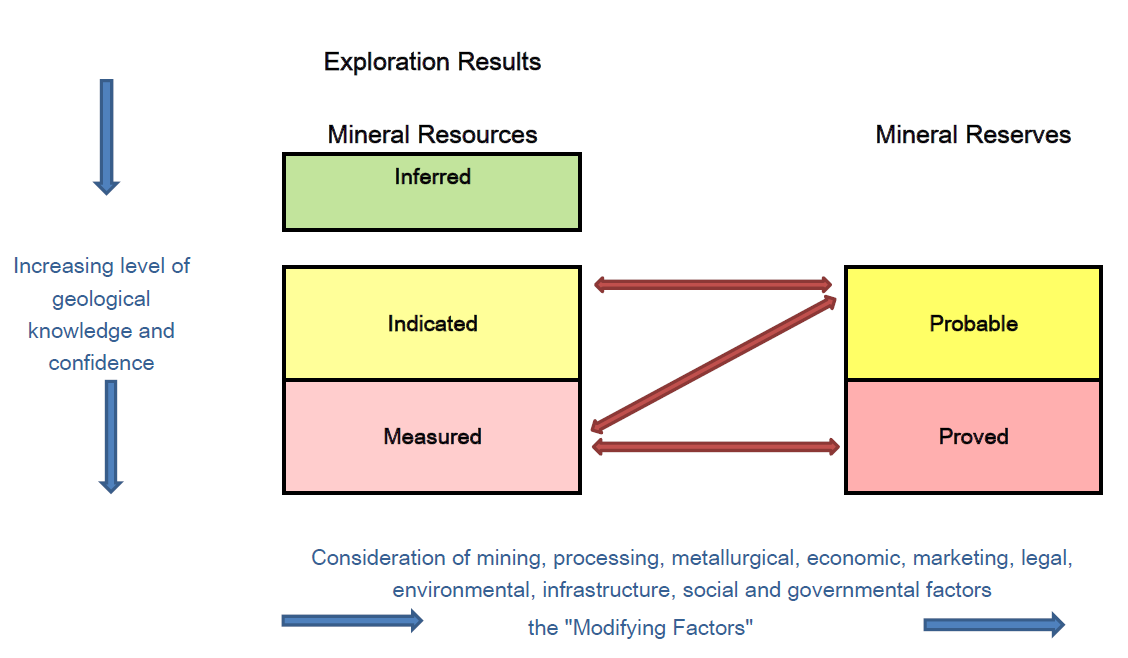 Exploration Results
Mineral Resources
Mineral Reserves
Inferred
Increasing level of
geological
knowledge and
confidence
Indicated
Probable
Measured
Proved
Consideration of mining, processing, metallurgical, economic, marketing, legal,
environmental, infrastructure, social and governmental factors
the "Modifying Factors"